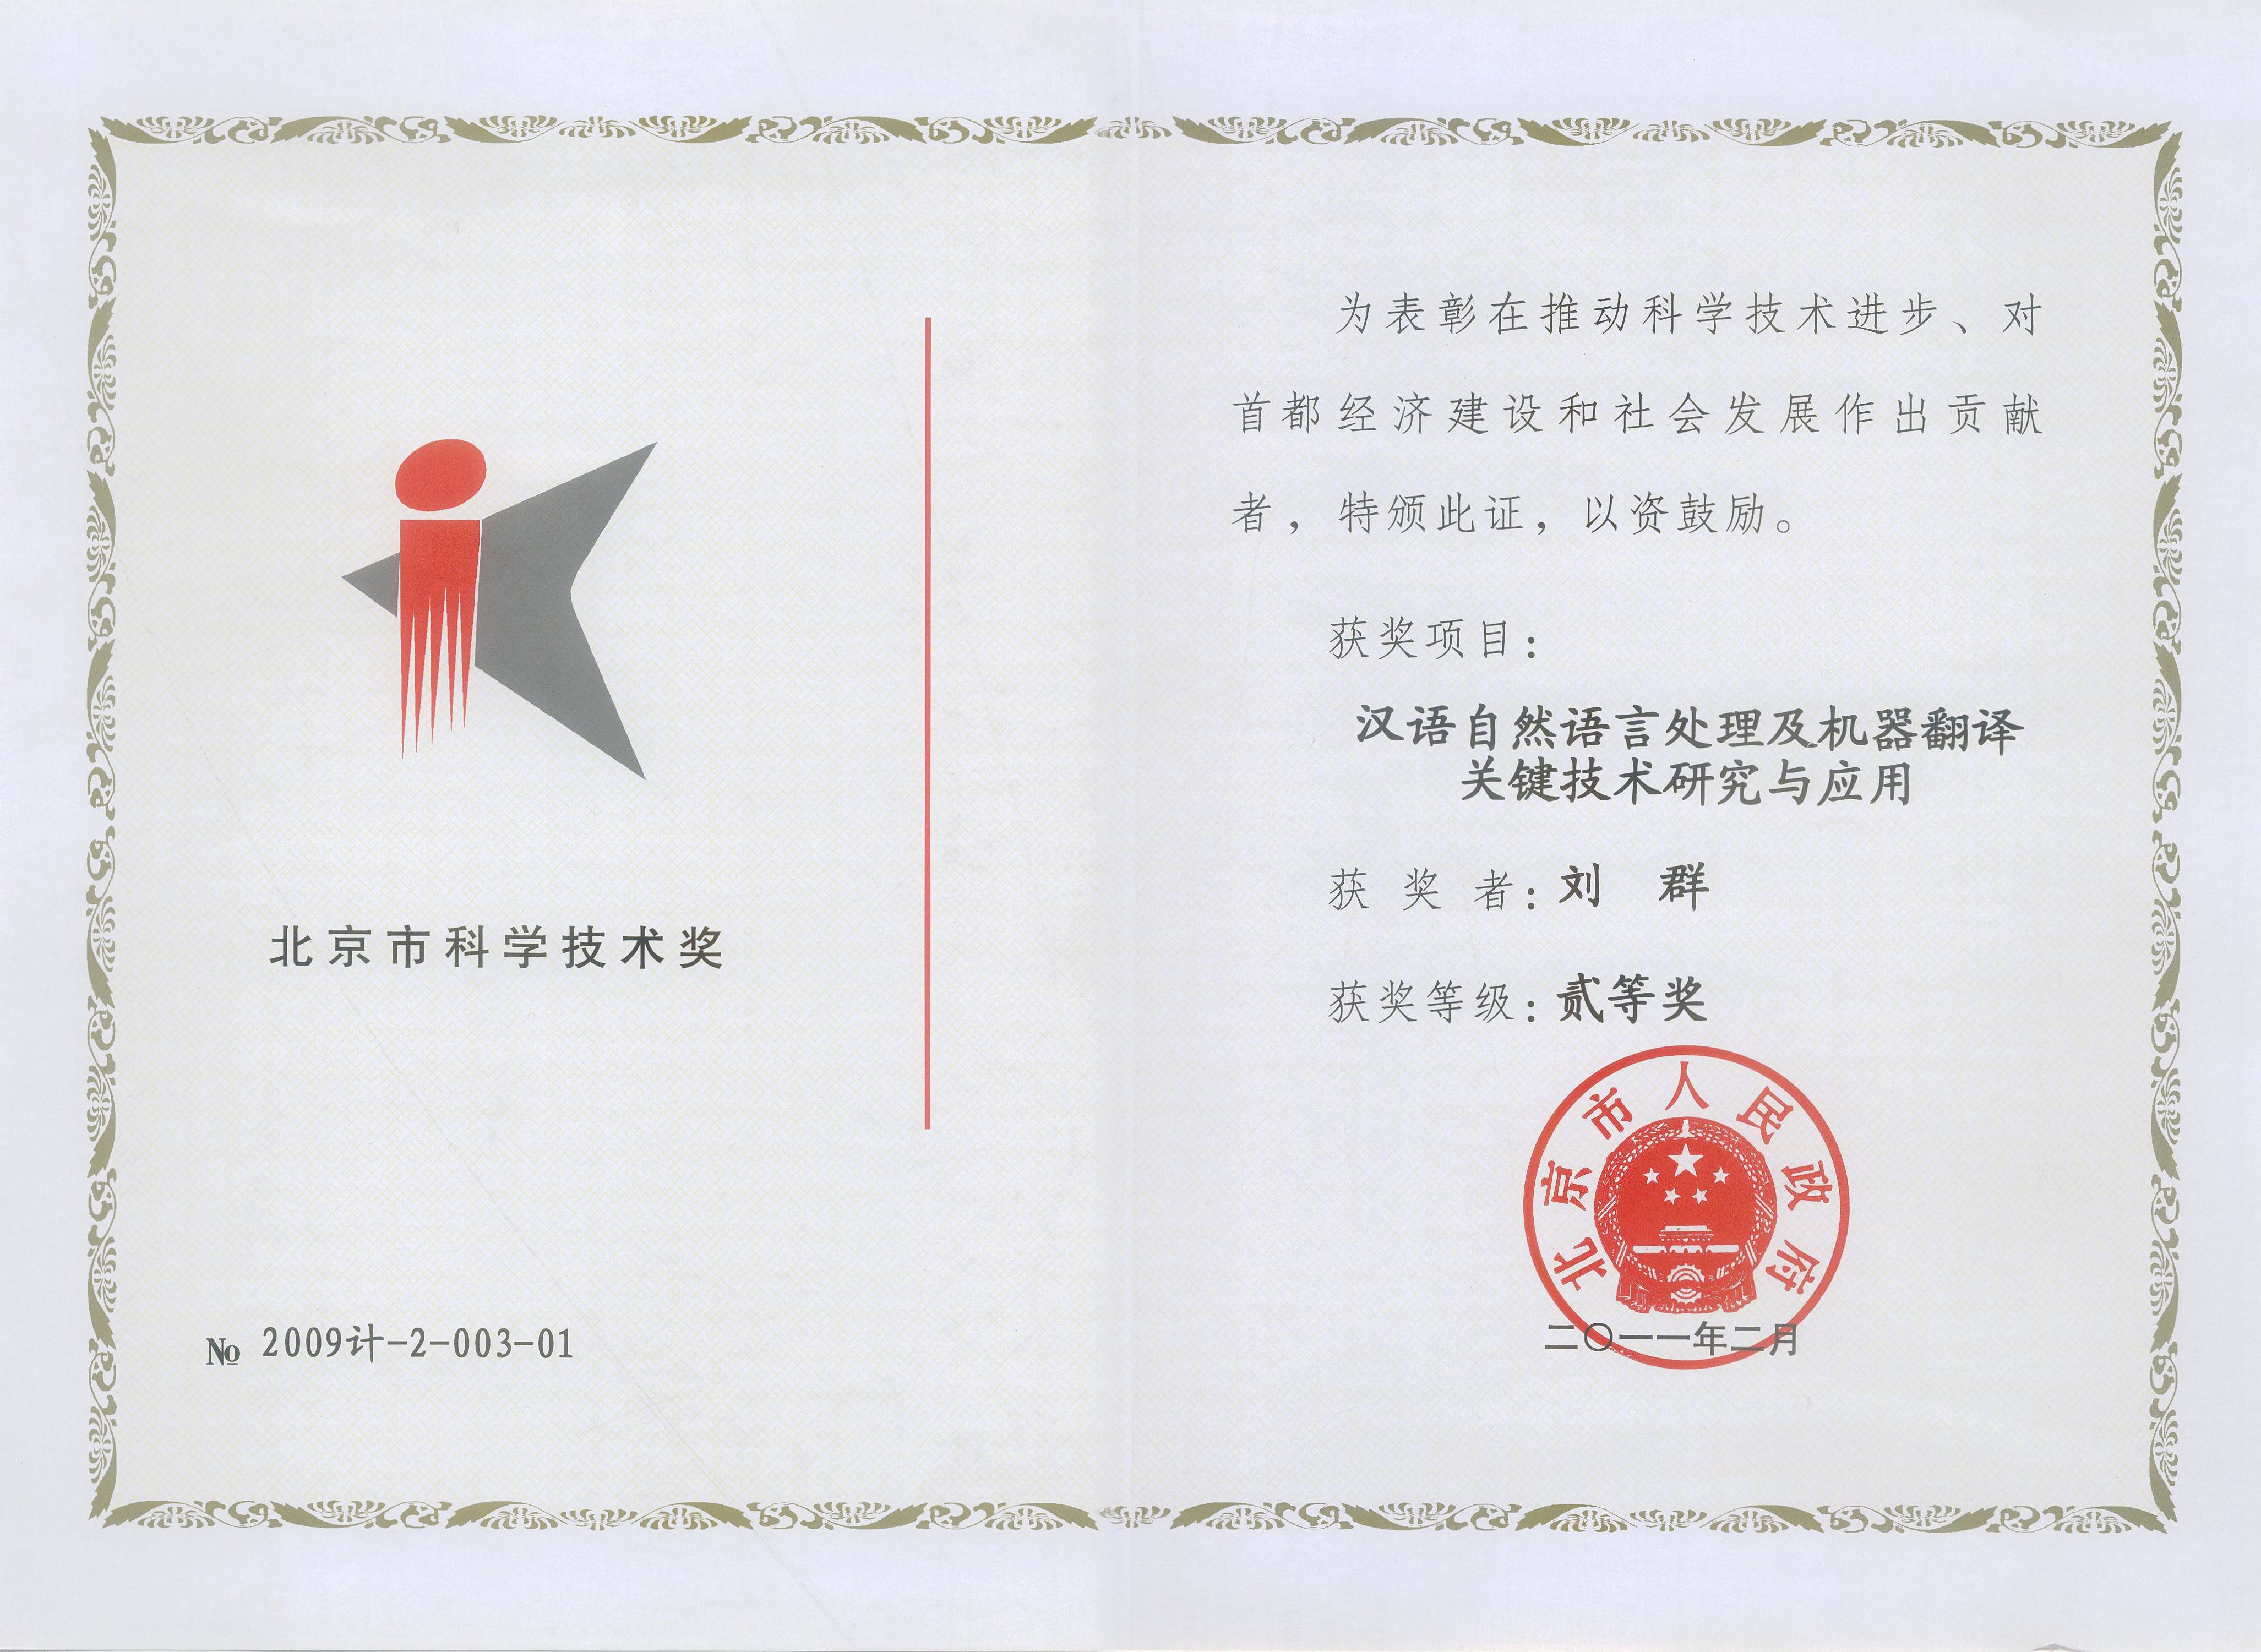 北京市科学技术奖
№ 2009计-2-003-01
为表彰在推动科学技术进步、对
首都经济建设和社会发展作出贡献
者，特颁此证，以资鼓励。
获奖项目：
汉语自然语言处理及机器翻译
关键技术研究与应用
获奖者：刘 群
获奖等级：贰等奖
北京市人民政府
二〇一一年二月